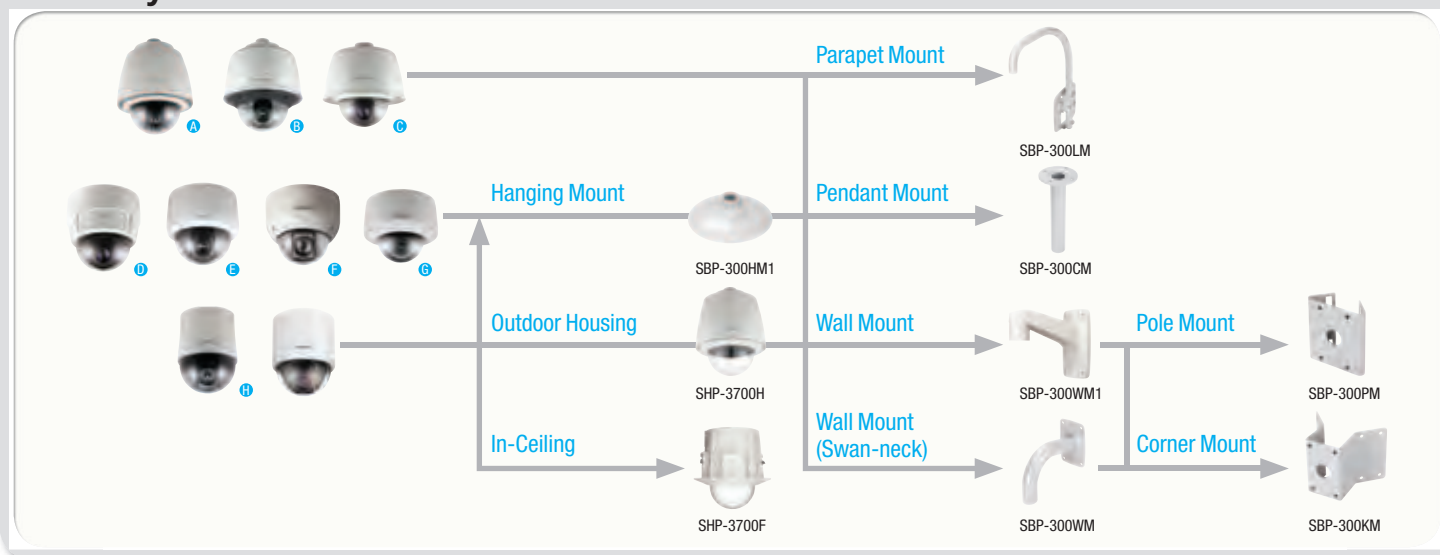 Parapet Mount
A
B
C
SBP-300LM
Hanging Mount
Pendant Mount
D
E
F
G
SBP-300HM1
SBP-300CM
Outdoor Housing
Wall Mount
Pole Mount
H
SHP-3700H
SBP-300WM1
SBP-300PM
In-Ceiling
Wall Mount
(Swan-neck)
Corner Mount
SHP-3700F
SBP-300WM
SBP-300KM